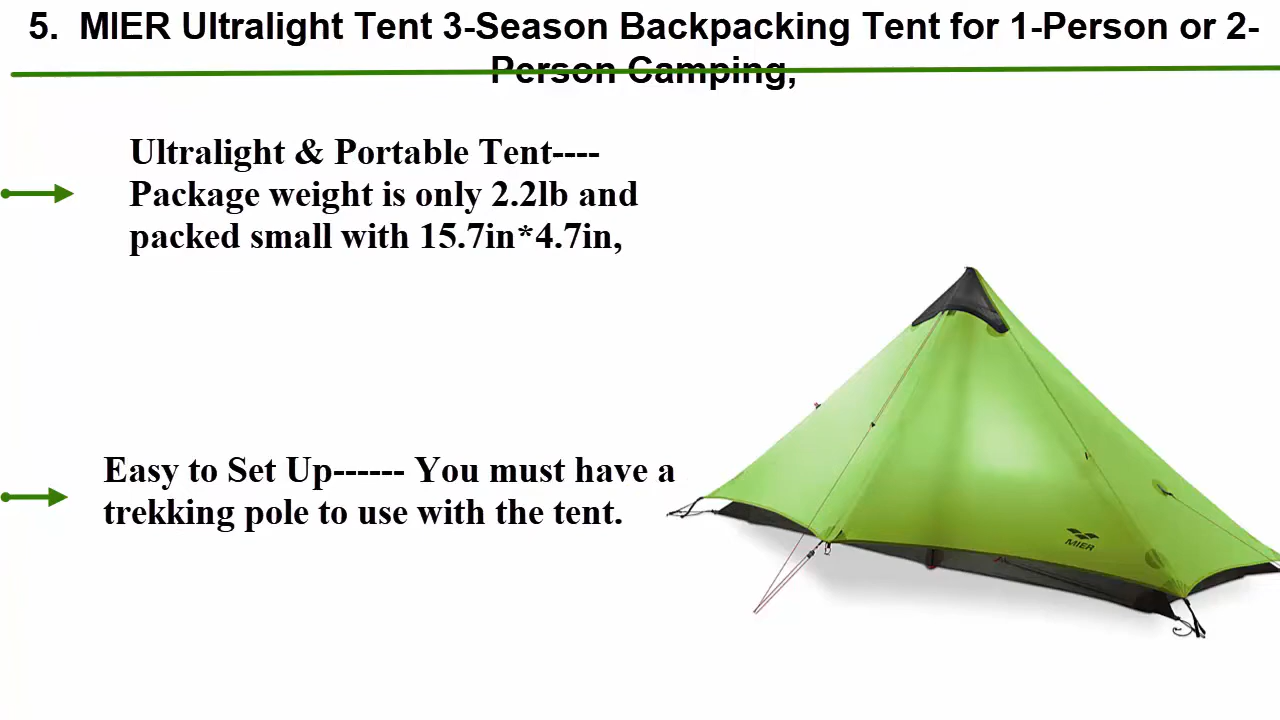 5.  MIER Ultralight Tent 3-Season Backpacking Tent for 1-Person or 2-
Person Camping,
Ultralight & Portable Tent----
Package weight is only 2.2lb and
packed small with 15.7in*4.7in,
Easy to Set Up------ You must have a
trekking pole to use with the tent.
MIER